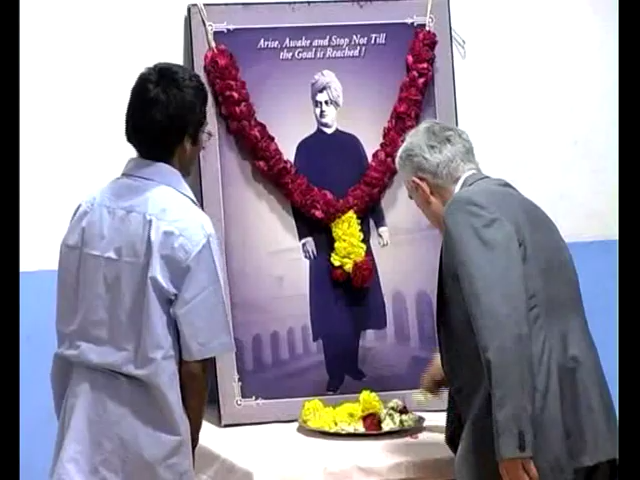 Arise, Awake and Stop Not Till
the Goal is Reached !